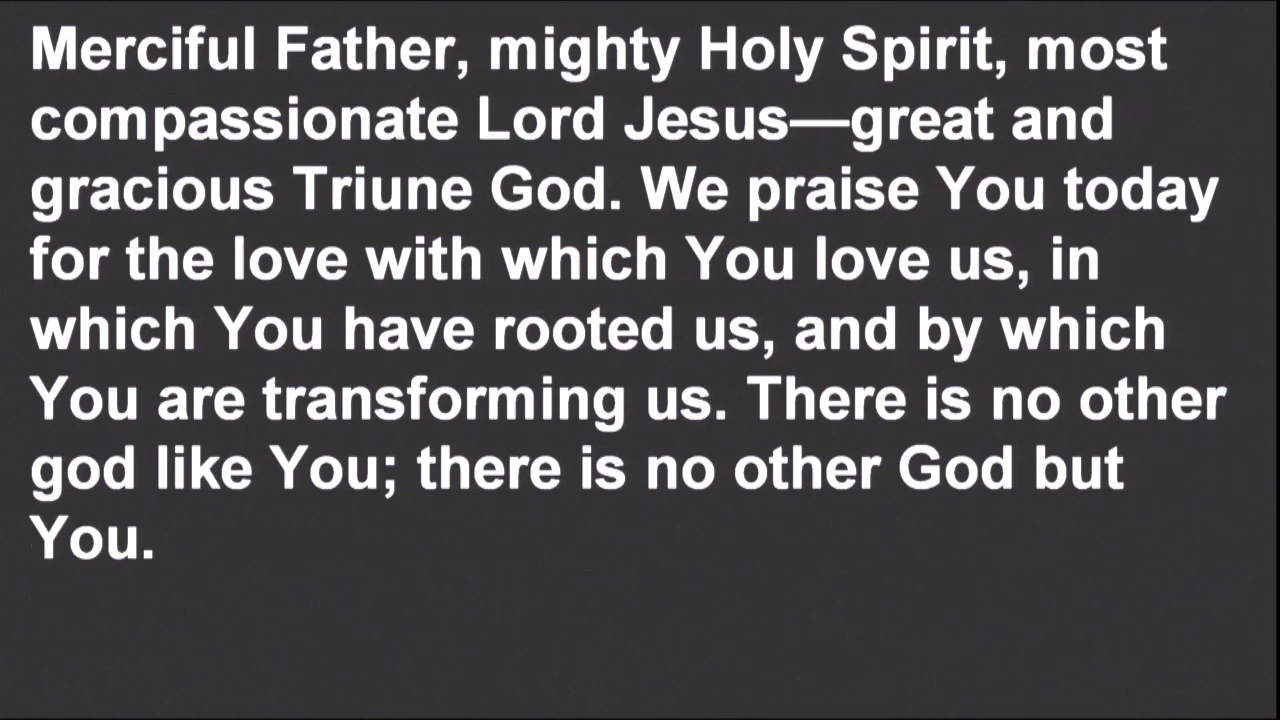 Merciful Father, mighty Holy Spirit, most
compassionate Lord Jesus—great and
gracious Triune God. We praise You today
for the love with which You love us, in
which You have rooted us, and by which
You are transforming us. There is no other
god like You; there is no other God but
You.